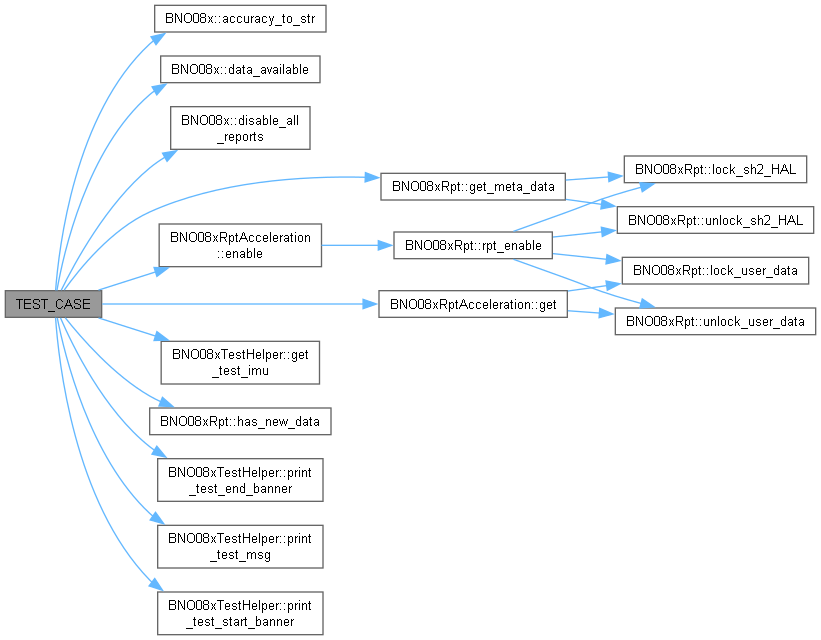 BNO08x::accuracy_to_str
BNO08x::data_available
BNO08x::disable_all
_reports
BNO08xRpt::lock_sh2_HAL
BNO08xRpt::get_meta_data
BNO08xRpt::unlock_sh2_HAL
BNO08xRptAcceleration
::enable
BNO08xRpt::rpt_enable
BNO08xRpt::lock_user_data
TEST_CASE
BNO08xRptAcceleration::get
BNO08xRpt::unlock_user_data
BNO08xTestHelper::get
_test_imu
BNO08xRpt::has_new_data
BNO08xTestHelper::print
_test_end_banner
BNO08xTestHelper::print
_test_msg
BNO08xTestHelper::print
_test_start_banner